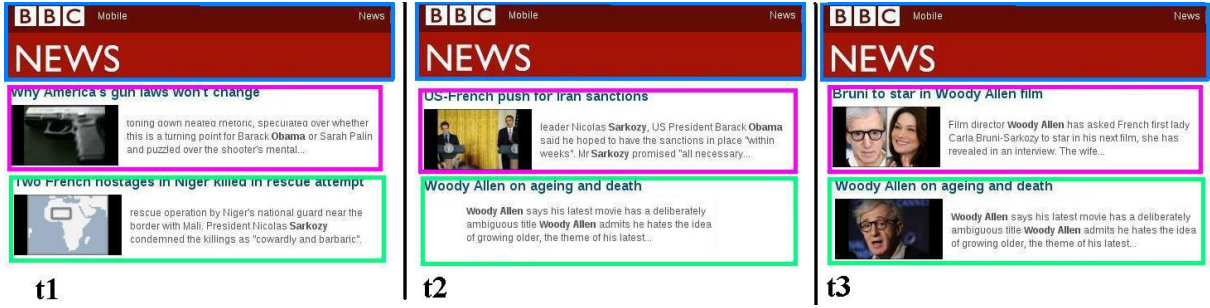 BBC Mobile News
NEWS
Why America's gun laws won't change
toning down heated rhetoric, speculated over whether
this is a turning point for Barack Obama or Sarah Palin
and puzzled over the shooter's mental...
Two French hostages in Niger killed in rescue attempt
rescue operation by Niger's national guard near the
border with Mali. President Nicolas Sarkozy
condemned the killings as "cowardly and barbaric".
t1
BBC Mobile News
NEWS
US-French push for Iran sanctions
leader Nicolas Sarkozy, US President Barack Obama
said he hoped to have the sanctions in place "within
weeks". Mr Sarkozy promised "all necessary...
Woody Allen on ageing and death
Woody Allen says his latest movie has a deliberately
ambiguous title Woody Allen admits he hates the idea
of growing older, the theme of his latest...
t2
BBC Mobile News
NEWS
Bruni to star in Woody Allen film
Film director Woody Allen has asked French first lady
Carla Bruni-Sarkozy to star in his next film, she has
revealed in an interview. The wife...
Woody Allen on ageing and death
Woody Allen says his latest movie has a deliberately
ambiguous title Woody Allen admits he hates the idea
of growing older, the theme of his latest...
t3